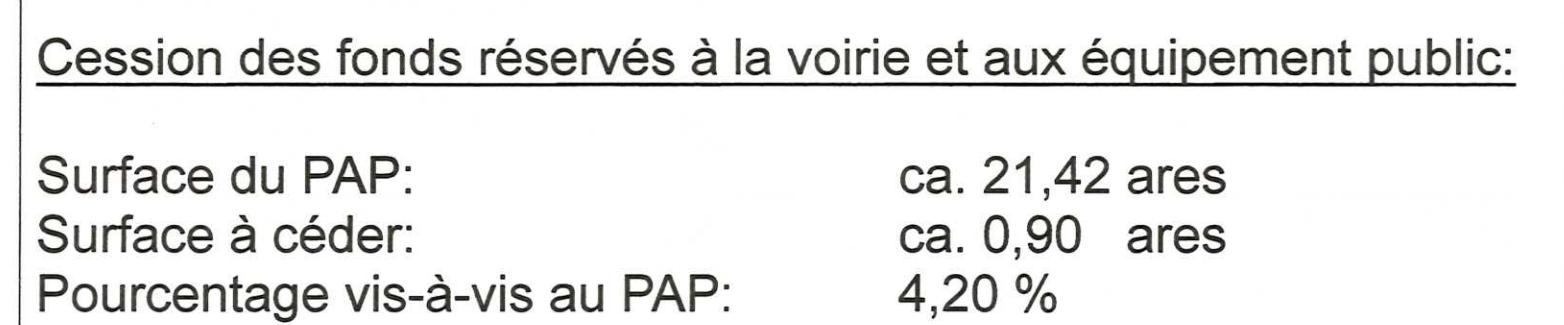 Cession des fonds réservés à la voirie et aux équipement public:
Surface du PAP: ca. 21,42 ares
Surface à céder: ca. 0,90 ares
Pourcentage vis-à-vis au PAP: 4,20 %